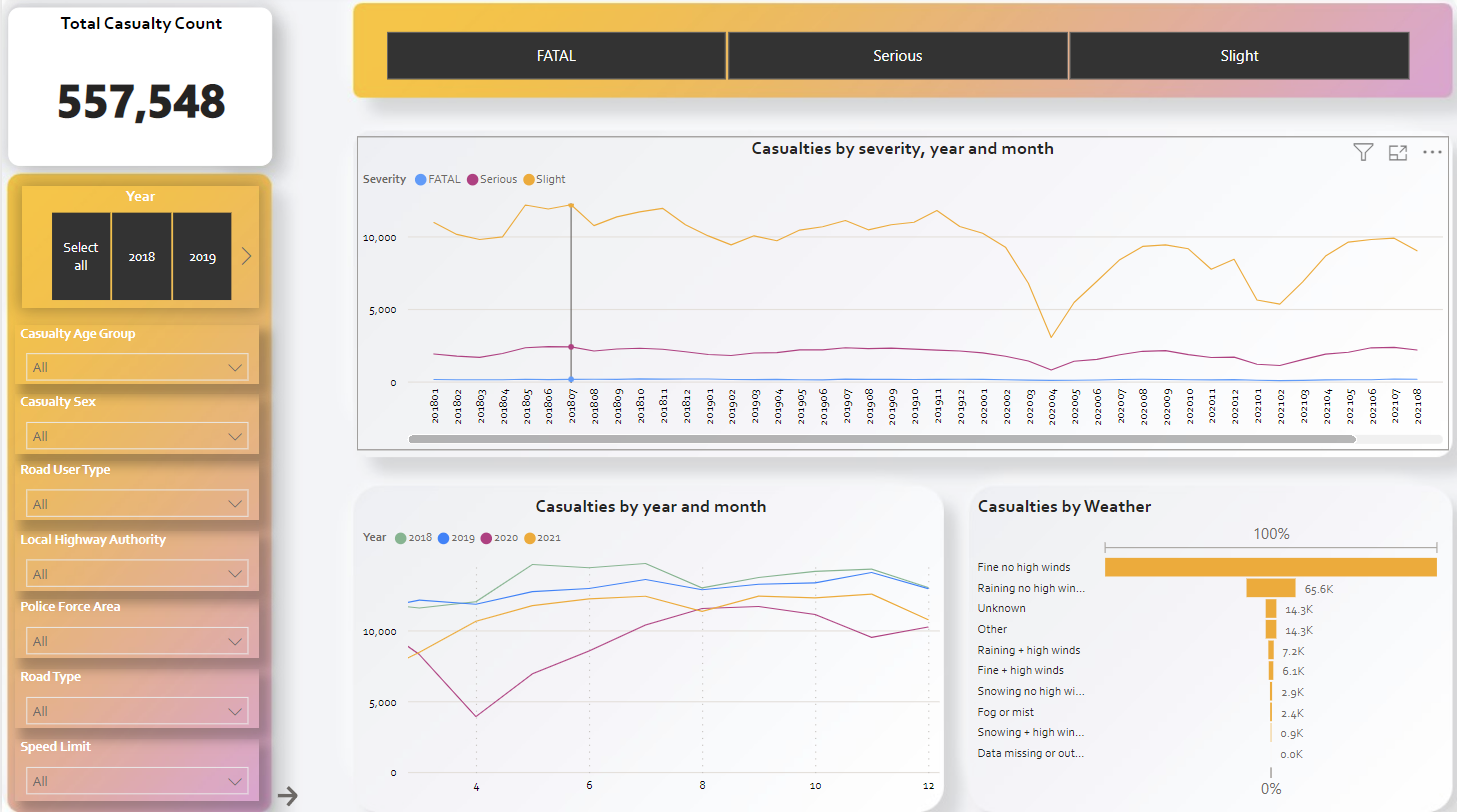 Total Casualty Count
557,548
FATAL
Serious
Slight
Year
Select
all
2018
2019
Casualty Age Group
All
Casualty Sex
All
Road User Type
All
Local Highway Authority
All
Police Force Area
All
Road Type
All
Speed Limit
All
Casualties by severity, year and month
Severity FATAL Serious Slight
10,000
5,000
0
201801 201802 201803 201804 201805 201806 201807 201808 201809 201810 201811 201812 201901 201902 201903 201904 201905 201906 201907 201908 201909 201910 201911 201912 202001 202002 202003 202004 202005 202006 202007 202008 202009 202010 202011 202012 202101 202102 202103 202104 202105 202106 202107 202108
Casualties by year and month
Year 2018 2019 2020 2021
10,000
5,000
0
4 6 8 10 12
Casualties by Weather
100%
Fine no high winds
Raining no high win... 65.6K
Unknown 14.3K
Other 14.3K
Raining + high winds 7.2K
Fine + high winds 6.1K
Snowing no high wi... 2.9K
Fog or mist 2.4K
Snowing + high win... 0.9K
Data missing or out... 0.0K
0%